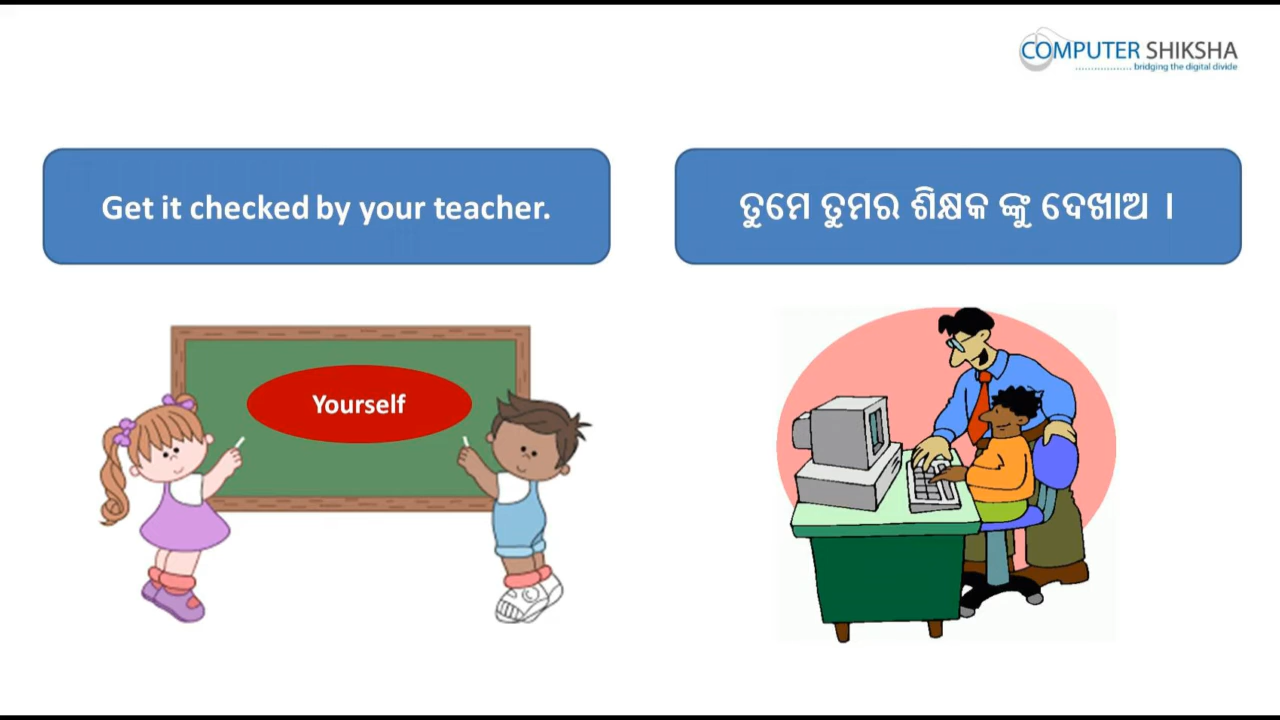 COMPUTER SHIKSHA
bridging the digital divide
Get it checked by your teacher.
ତୁମେ ତୁମର ଶିକ୍ଷକ ଙ୍କୁ ଦେଖାଅ ।
Yourself